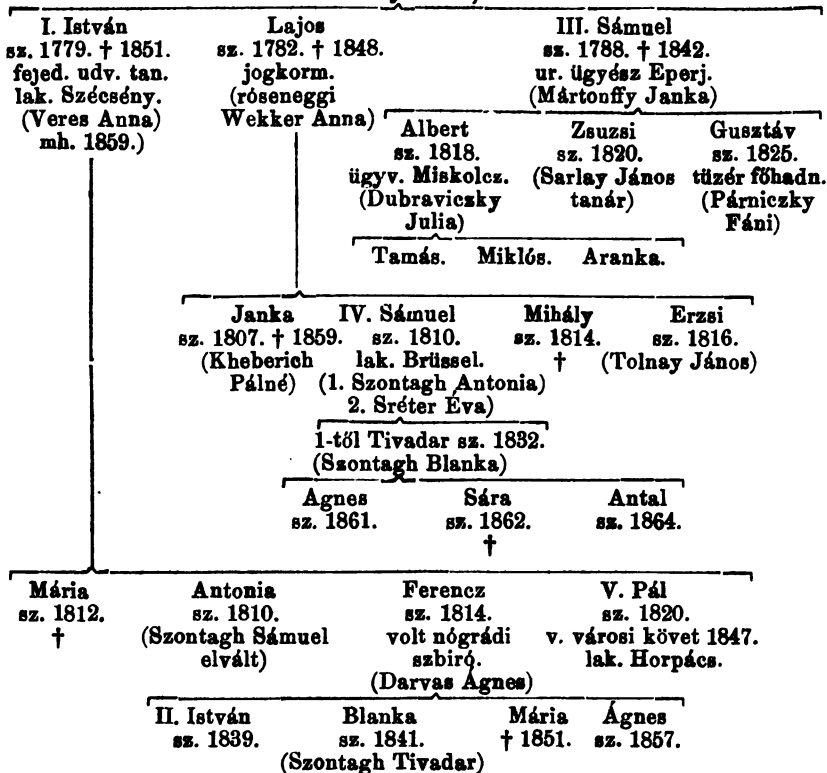 I. István
sz. 1779. † 1851.
fejed. udv. tan.
lak. Szécsény.
(Veres Anna)
mh. 1859.)
Lajos
sz. 1782. † 1848.
jogkorm.
(róseneggi
Wekker Anna)
III. Sámuel
sz. 1788. † 1842.
ur. ügyész Eperj.
(Mártonffy Janka)
Albert
sz. 1818.
ügyv. Miskolcz.
(Dubraviczky
Julia)
Zsuzsi
sz. 1820.
(Sarlay János
tanár)
Gusztáv
sz. 1825.
tüzér főhadn.
(Párniczky
Fáni)
Tamás. Miklós. Aranka.
Janka
sz. 1807. † 1859.
(Kheberich
Pálné)
IV. Sámuel
sz. 1810.
lak. Brüssel.
(1. Szontagh Antonia)
2. Sréter Éva)
Mihály
sz. 1814.
†
Erzsi
sz. 1816.
(Tolnay János)
1-től Tivadar sz. 1832.
(Szontagh Blanka)
Agnes
sz. 1861.
Sára
sz. 1862.
†
Antal
sz. 1864.
Mária
sz. 1812.
†
Antonia
sz. 1810.
(Szontagh Sámuel
elvált)
Ferencz
sz. 1814.
volt nógrádi
szbiró.
(Darvas Ágnes)
V. Pál
sz. 1820.
v. városi követ 1847.
lak. Horpács.
II. István
sz. 1839.
Blanka
sz. 1841.
(Szontagh Tivadar)
Mária
† 1851.
Ágnes
sz. 1857.